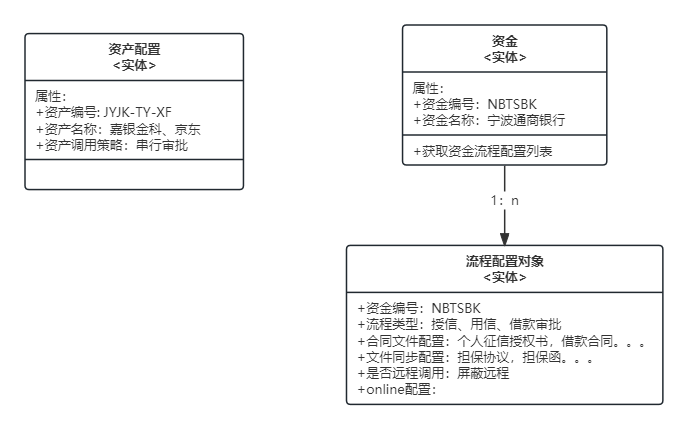 资产配置
<实体>
属性：
+资产编号: JYJK-TY-XF
+资产名称：嘉银金科、京东
+资产调用策略：串行审批
资金
<实体>
属性：
+资金编号：NBTSBK
+资金名称：宁波通商银行
+获取资金流程配置列表
1：n
流程配置对象
<实体>
+资金编号：NBTSBK
+流程类型：授信、用信、借款审批
+合同文件配置：个人征信授权书，借款合同。。。
+文件同步配置：担保协议，担保函。。。
+是否远程调用：屏蔽远程
+online配置：